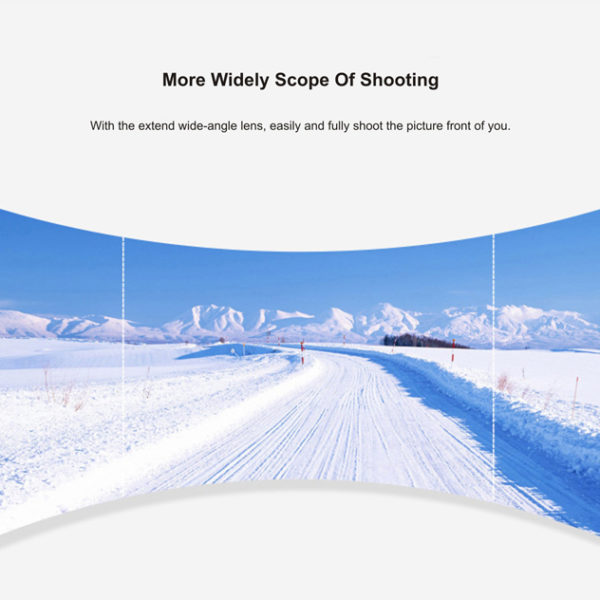 More Widely Scope Of Shooting
With the extend wide-angle lens, easily and fully shoot the picture front of you.